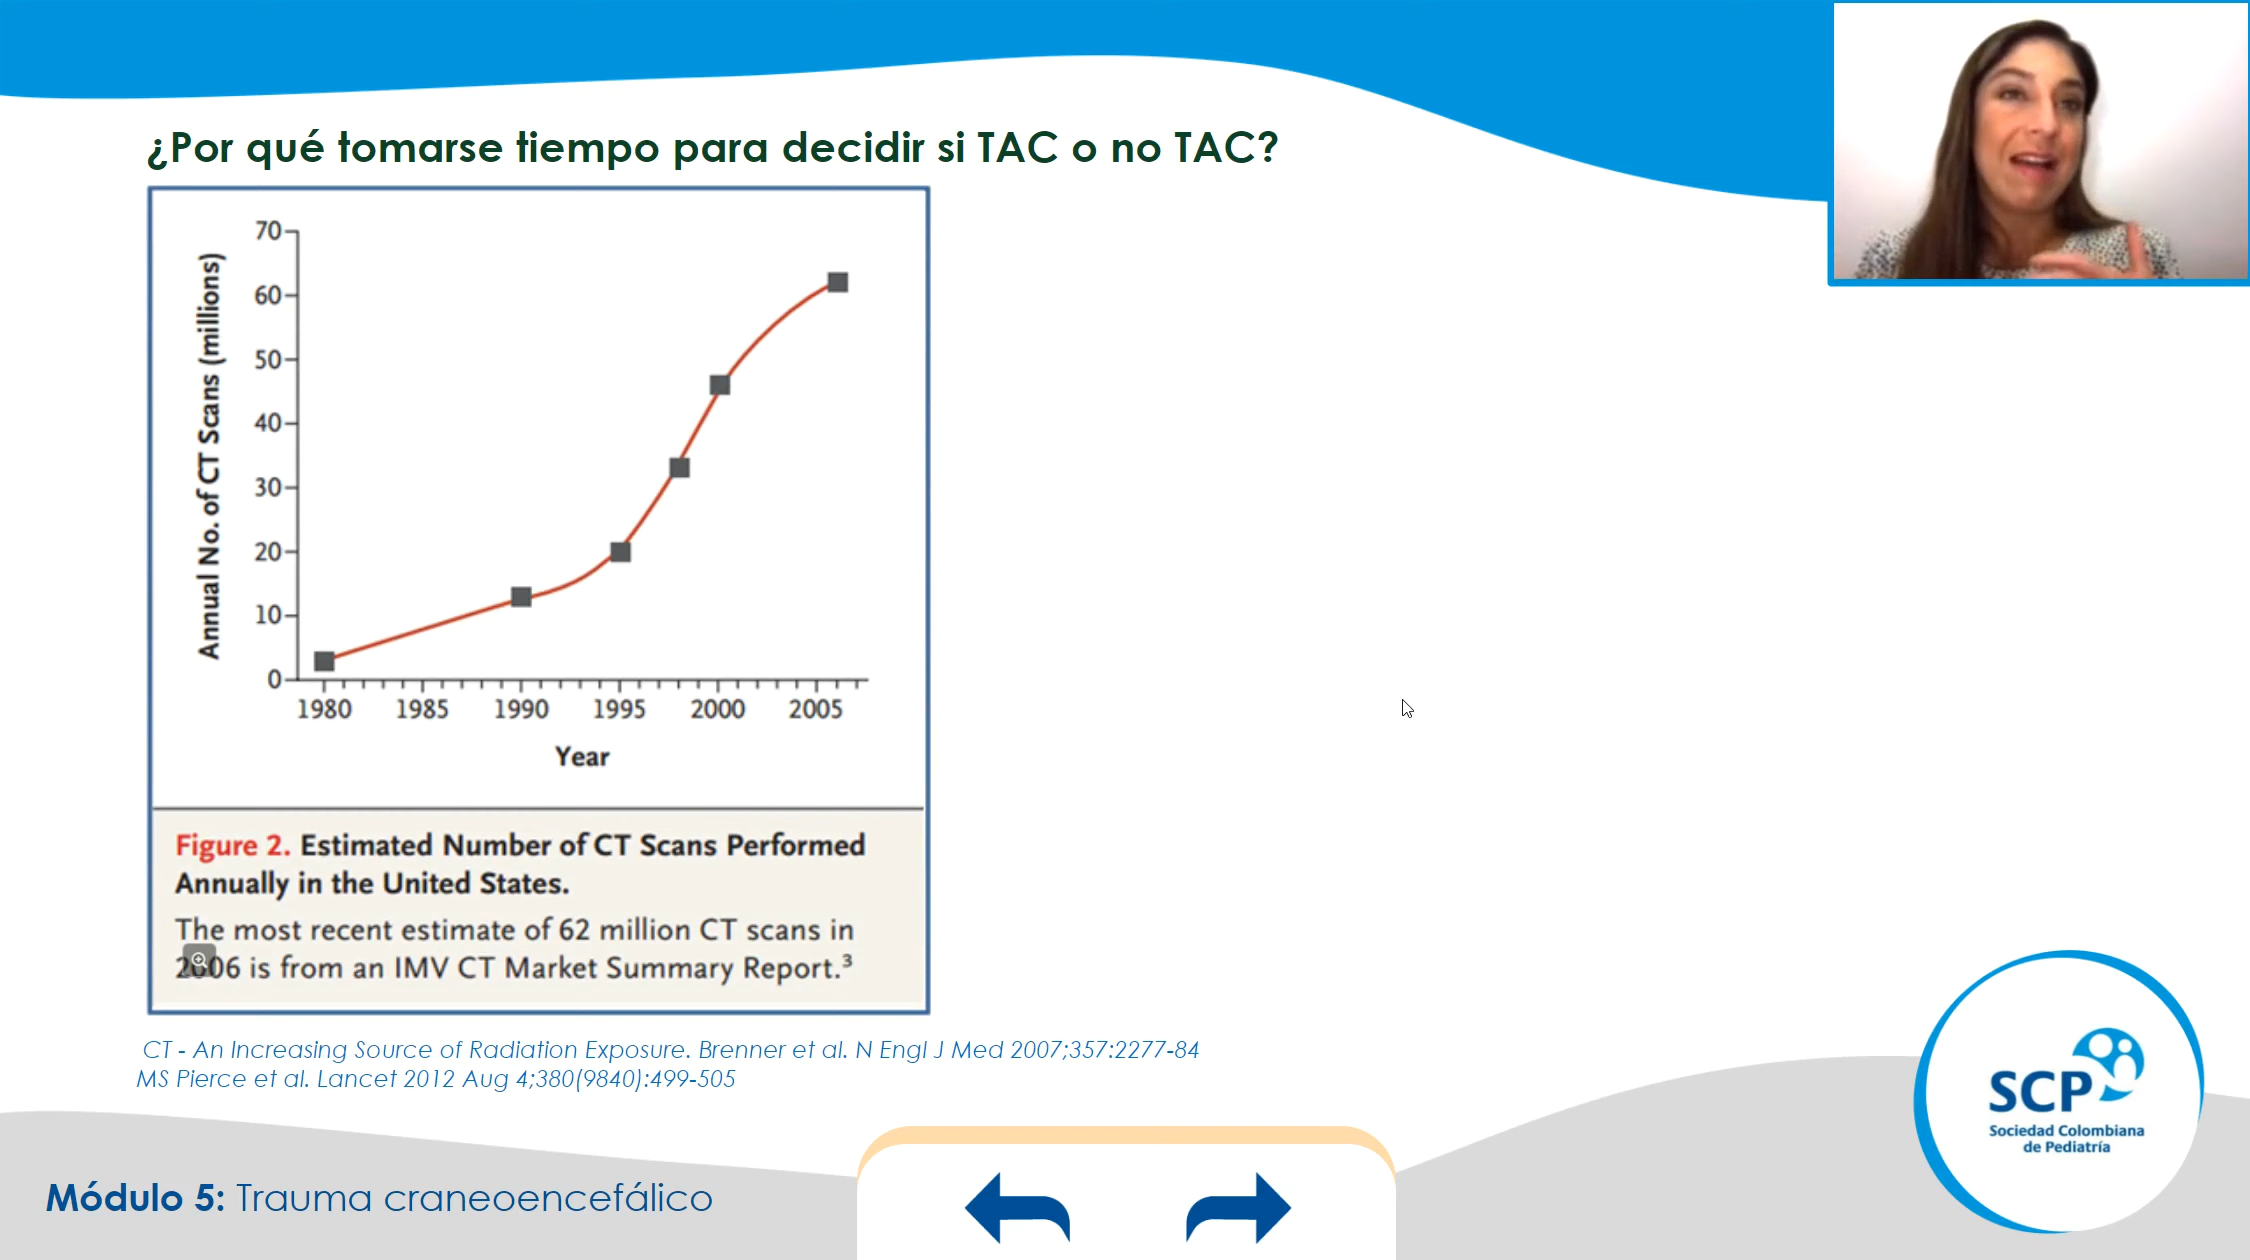 ¿Por qué tomarse tiempo para decidir si TAC o no TAC?
70
60
50
40
30
20
10
0
Annual No. of CT Scans (millions)
1980 1985 1990 1995 2000 2005
Year
Figure 2. Estimated Number of CT Scans Performed
Annually in the United States.
The most recent estimate of 62 million CT scans in
2006 is from an IMV CT Market Summary Report.³
CT - An Increasing Source of Radiation Exposure. Brenner et al. N Engl J Med 2007;357:2277-84
MS Pierce et al. Lancet 2012 Aug 4;380(9840):499-505
SCP
Sociedad Colombiana
de Pediatría
Módulo 5: Trauma craneoencefálico